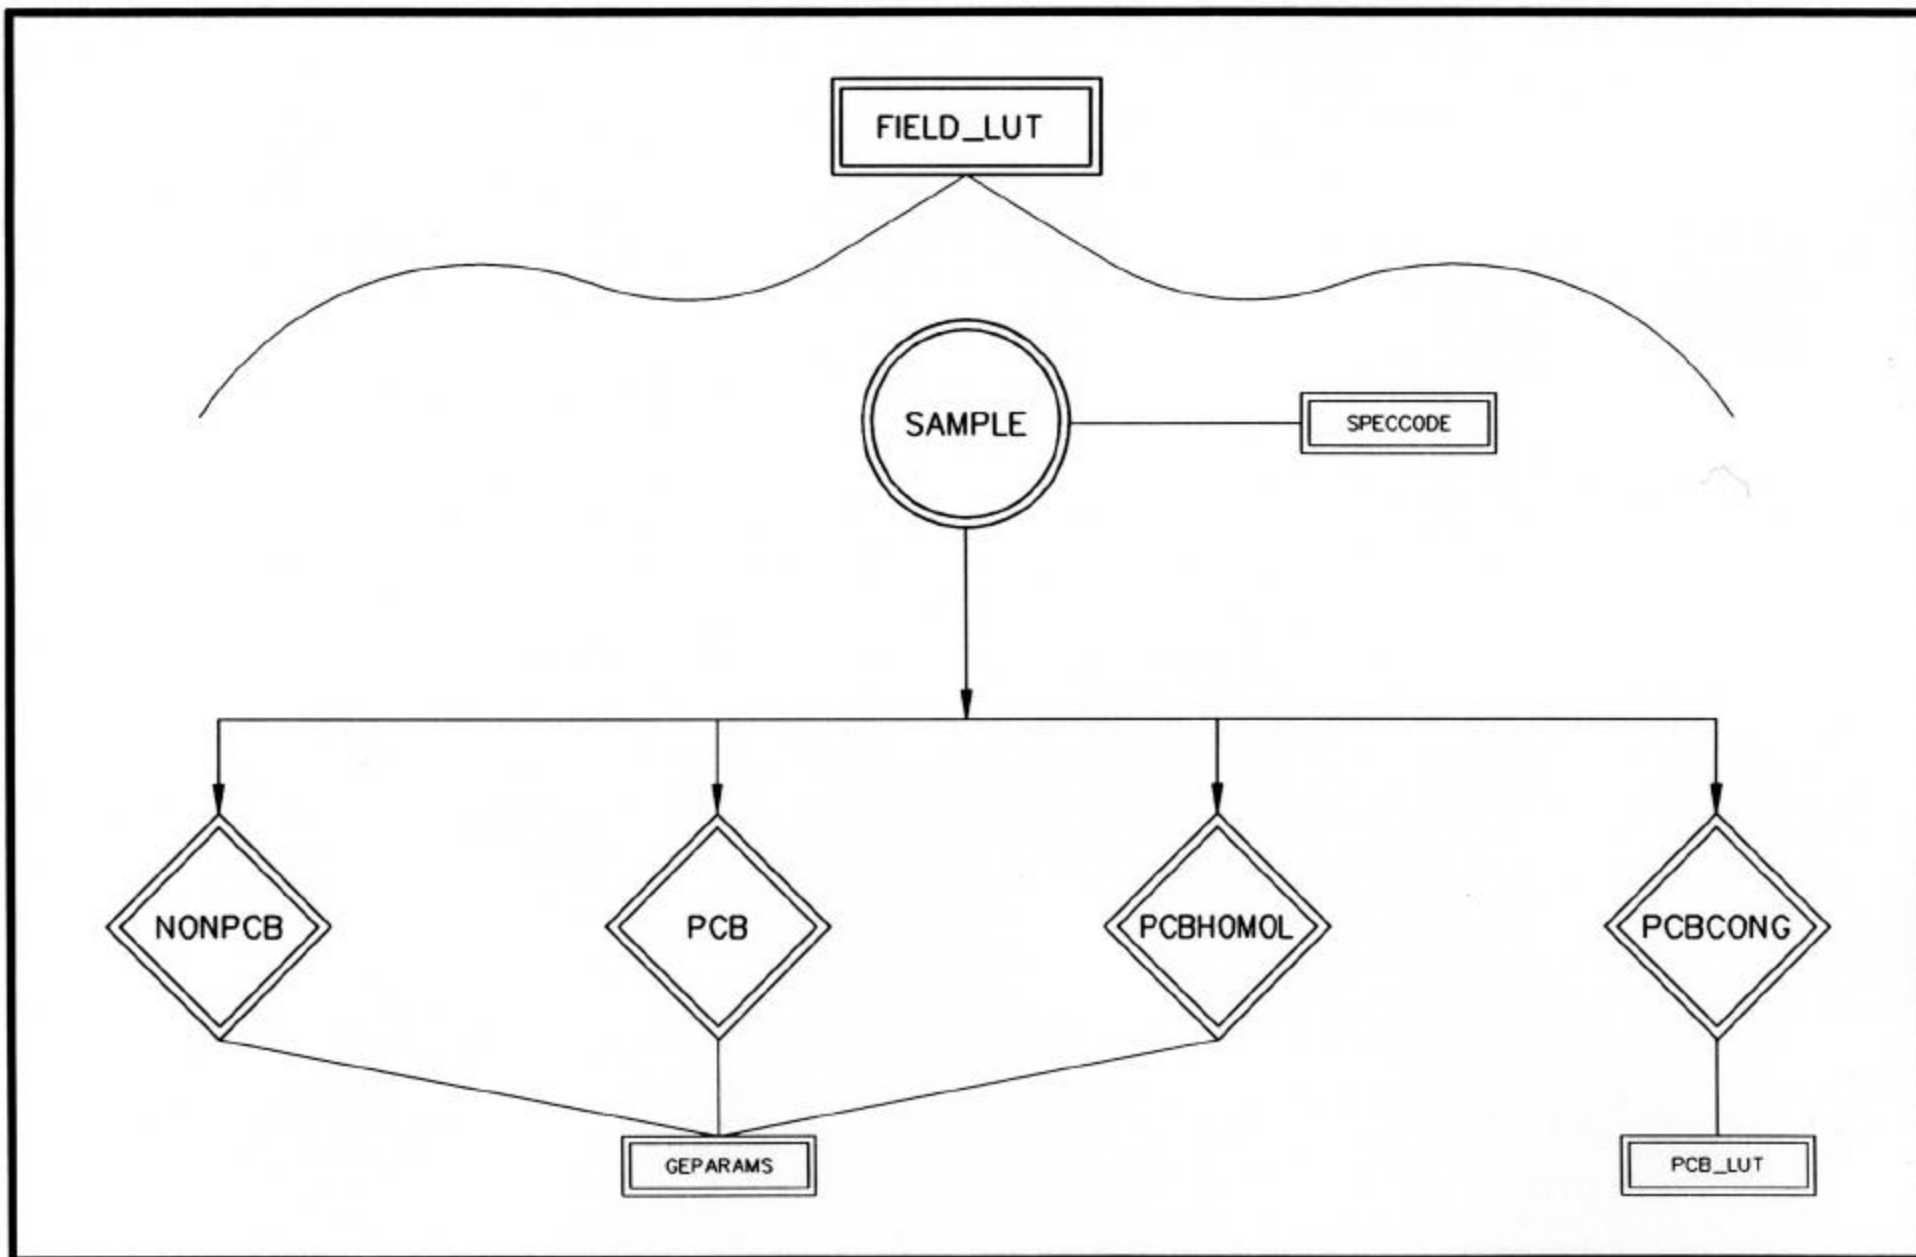 FIELD_LUT
SAMPLE
SPECCODE
NONPCB
PCB
PCBHOMOL
PCBCONG
GEPARAMS
PCB_LUT